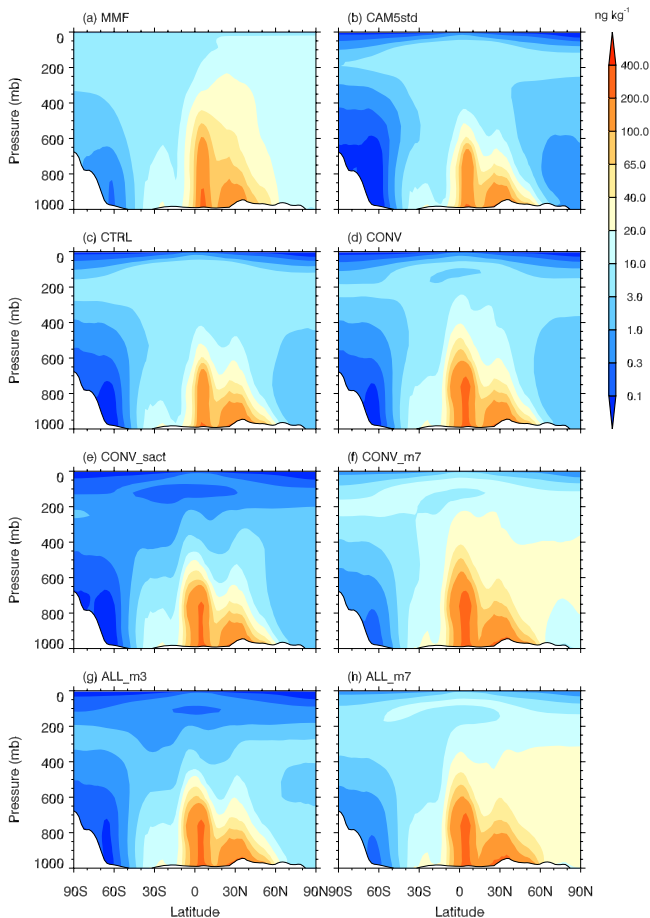 (a) MMF
(b) CAM5std
ng kg-1
0
200
400
600
800
1000
Pressure (mb)
400.0
200.0
100.0
65.0
40.0
20.0
10.0
3.0
1.0
0.3
0.1
(c) CTRL
(d) CONV
0
200
400
600
800
1000
Pressure (mb)
(e) CONV_sact
(f) CONV_m7
0
200
400
600
800
1000
Pressure (mb)
(g) ALL_m3
(h) ALL_m7
0
200
400
600
800
1000
Pressure (mb)
90S 60S 30S 0 30N 60N 90N
90S 60S 30S 0 30N 60N 90N
Latitude
Latitude